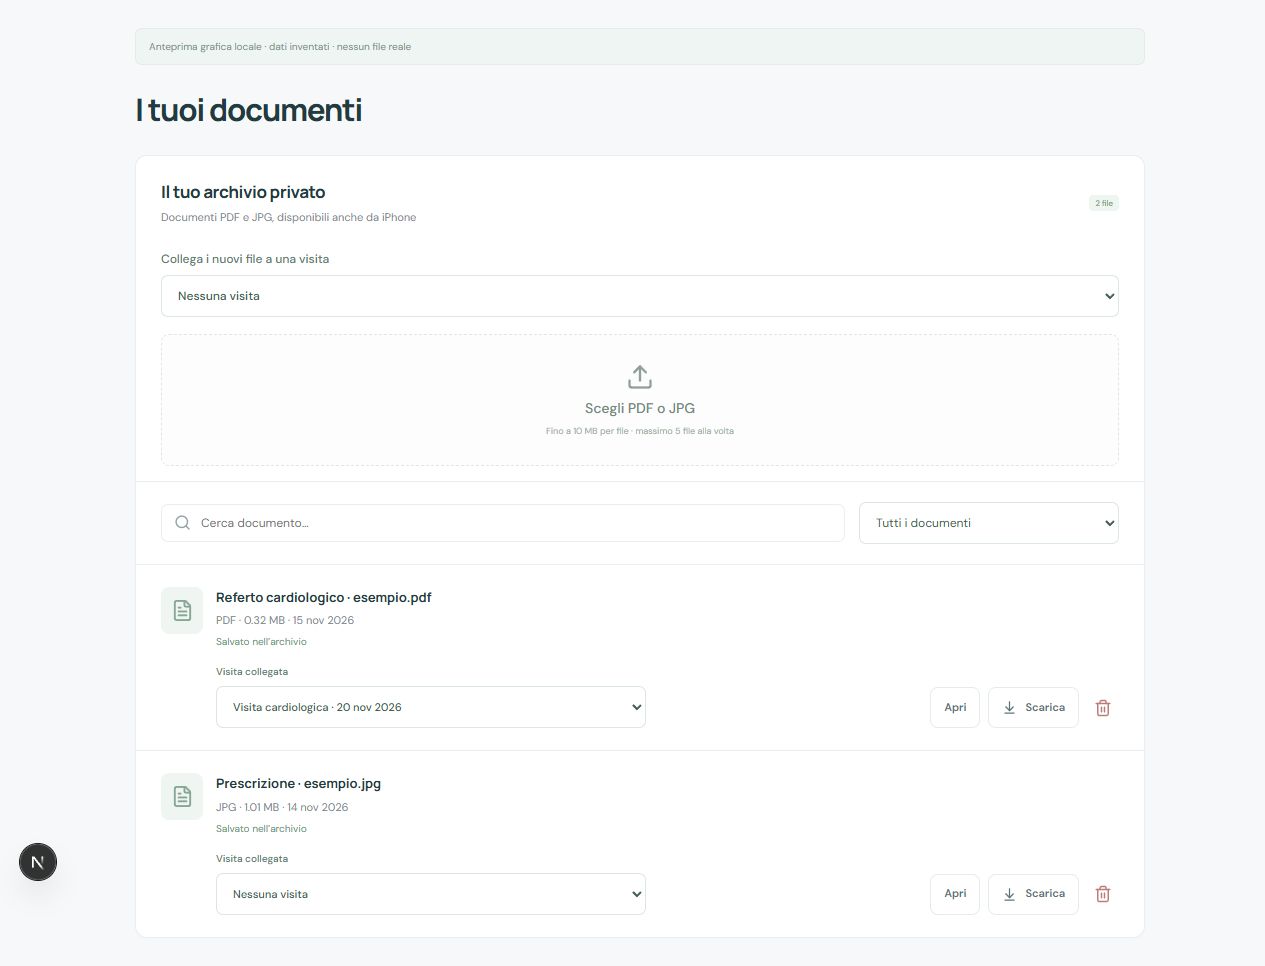 Anteprima grafica locale · dati inventati · nessun file reale
I tuoi documenti
Il tuo archivio privato
Documenti PDF e JPG, disponibili anche da iPhone
2 file
Collega i nuovi file a una visita
Nessuna visita
Scegli PDF o JPG
Fino a 10 MB per file · massimo 5 file alla volta
Cerca documento…
Tutti i documenti
Referto cardiologico · esempio.pdf
PDF · 0.32 MB · 15 nov 2026
Salvato nell'archivio
Visita collegata
Visita cardiologica · 20 nov 2026
Apri
Scarica
Prescrizione · esempio.jpg
JPG · 1.01 MB · 14 nov 2026
Salvato nell'archivio
Visita collegata
Nessuna visita
Apri
Scarica
N